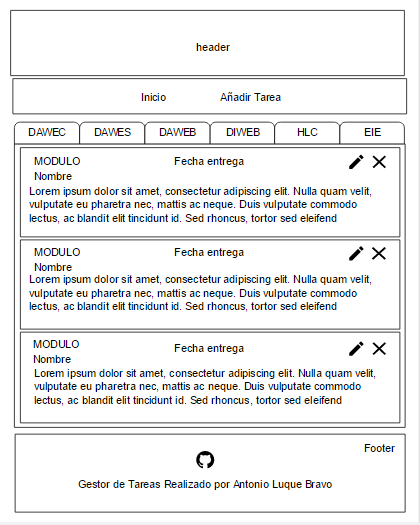 header
Inicio Añadir Tarea
DAWEC DAWES DAWEB DIWEB HLC EIE
MODULO Fecha entrega
Nombre
Lorem ipsum dolor sit amet, consectetur adipiscing elit. Nulla quam velit,
vulputate eu pharetra nec, mattis ac neque. Duis vulputate commodo
lectus, ac blandit elit tincidunt id. Sed rhoncus, tortor sed eleifend
MODULO Fecha entrega
Nombre
Lorem ipsum dolor sit amet, consectetur adipiscing elit. Nulla quam velit,
vulputate eu pharetra nec, mattis ac neque. Duis vulputate commodo
lectus, ac blandit elit tincidunt id. Sed rhoncus, tortor sed eleifend
MODULO Fecha entrega
Nombre
Lorem ipsum dolor sit amet, consectetur adipiscing elit. Nulla quam velit,
vulputate eu pharetra nec, mattis ac neque. Duis vulputate commodo
lectus, ac blandit elit tincidunt id. Sed rhoncus, tortor sed eleifend
Footer
Gestor de Tareas Realizado por Antonio Luque Bravo